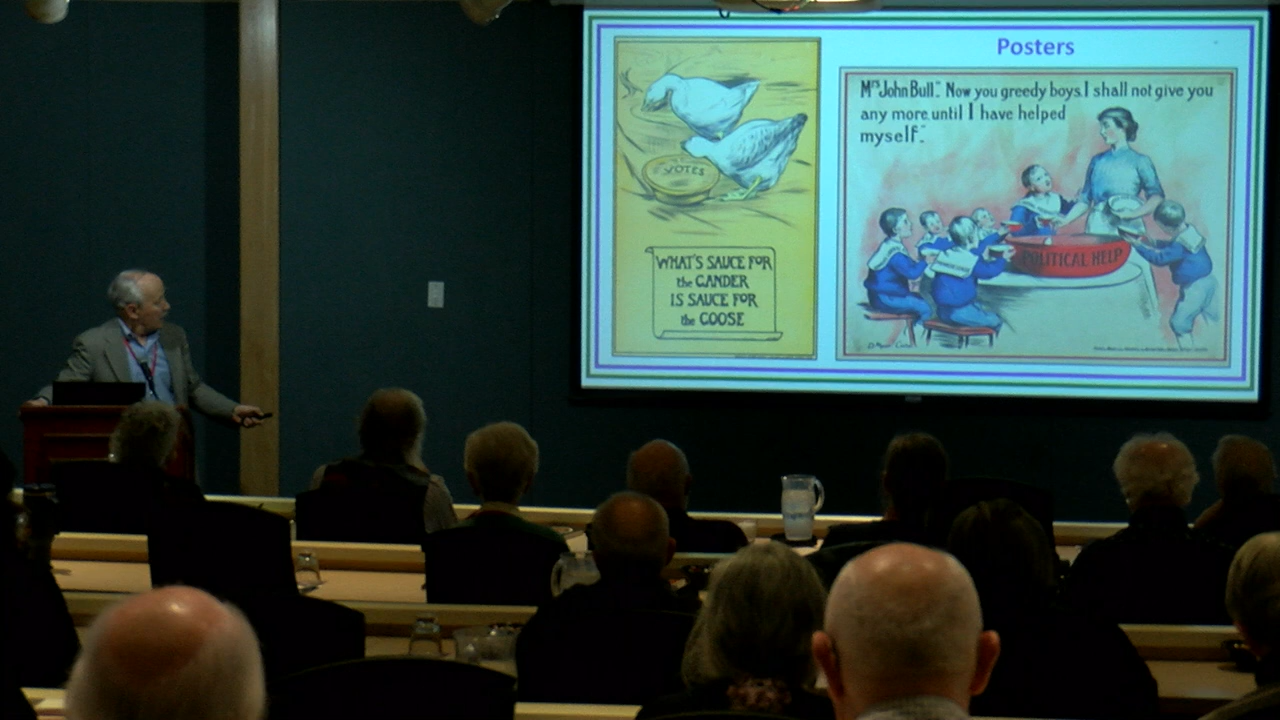 Posters
VOTES
WHAT'S SAUCE FOR
the GANDER
IS SAUCE FOR
the GOOSE
Mrs John Bull:" Now you greedy boys. I shall not give you
any more until I have helped
myself."
POLITICAL HELP